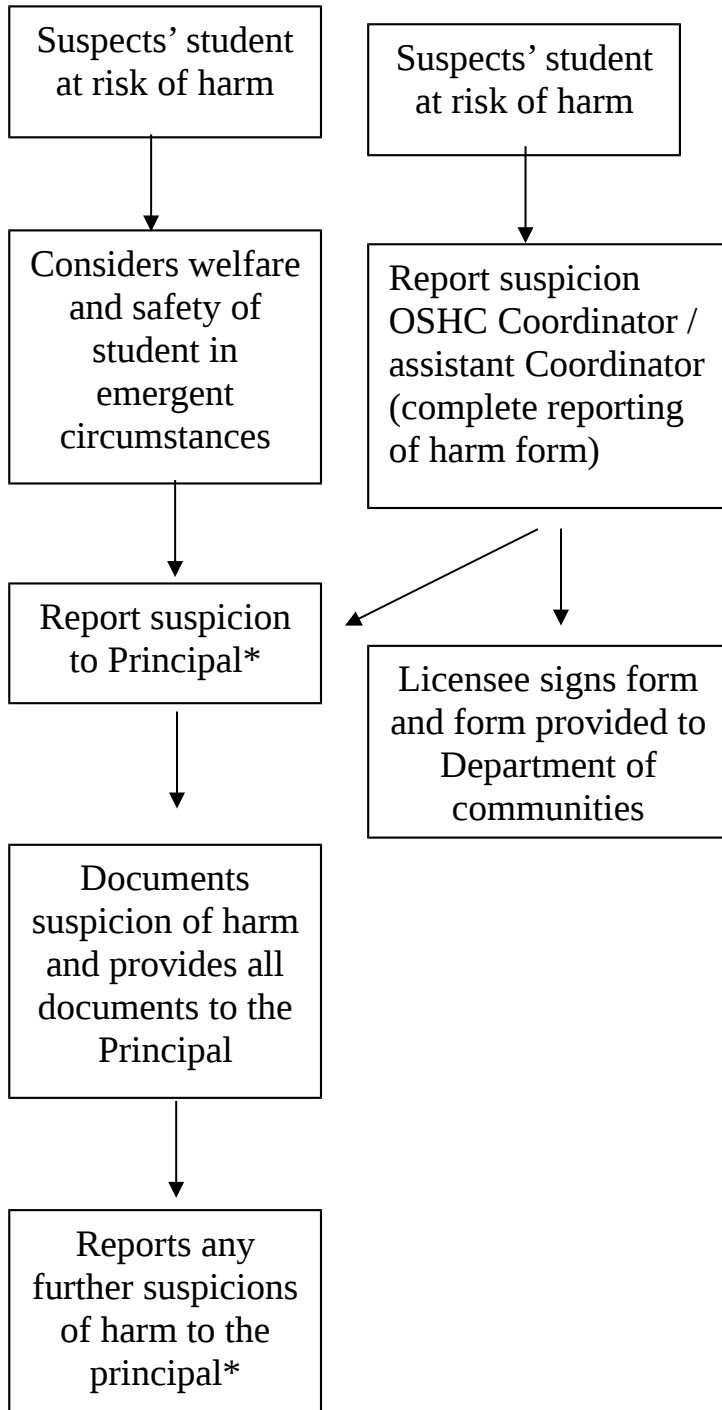 Suspects’ student
at risk of harm
Considers welfare
and safety of
student in
emergent
circumstances
Report suspicion
to Principal*
Documents
suspicion of harm
and provides all
documents to the
Principal
Reports any
further suspicions
of harm to the
principal*
Suspects’ student
at risk of harm
Report suspicion
OSHC Coordinator /
assistant Coordinator
(complete reporting
of harm form)
Licensee signs form
and form provided to
Department of
communities